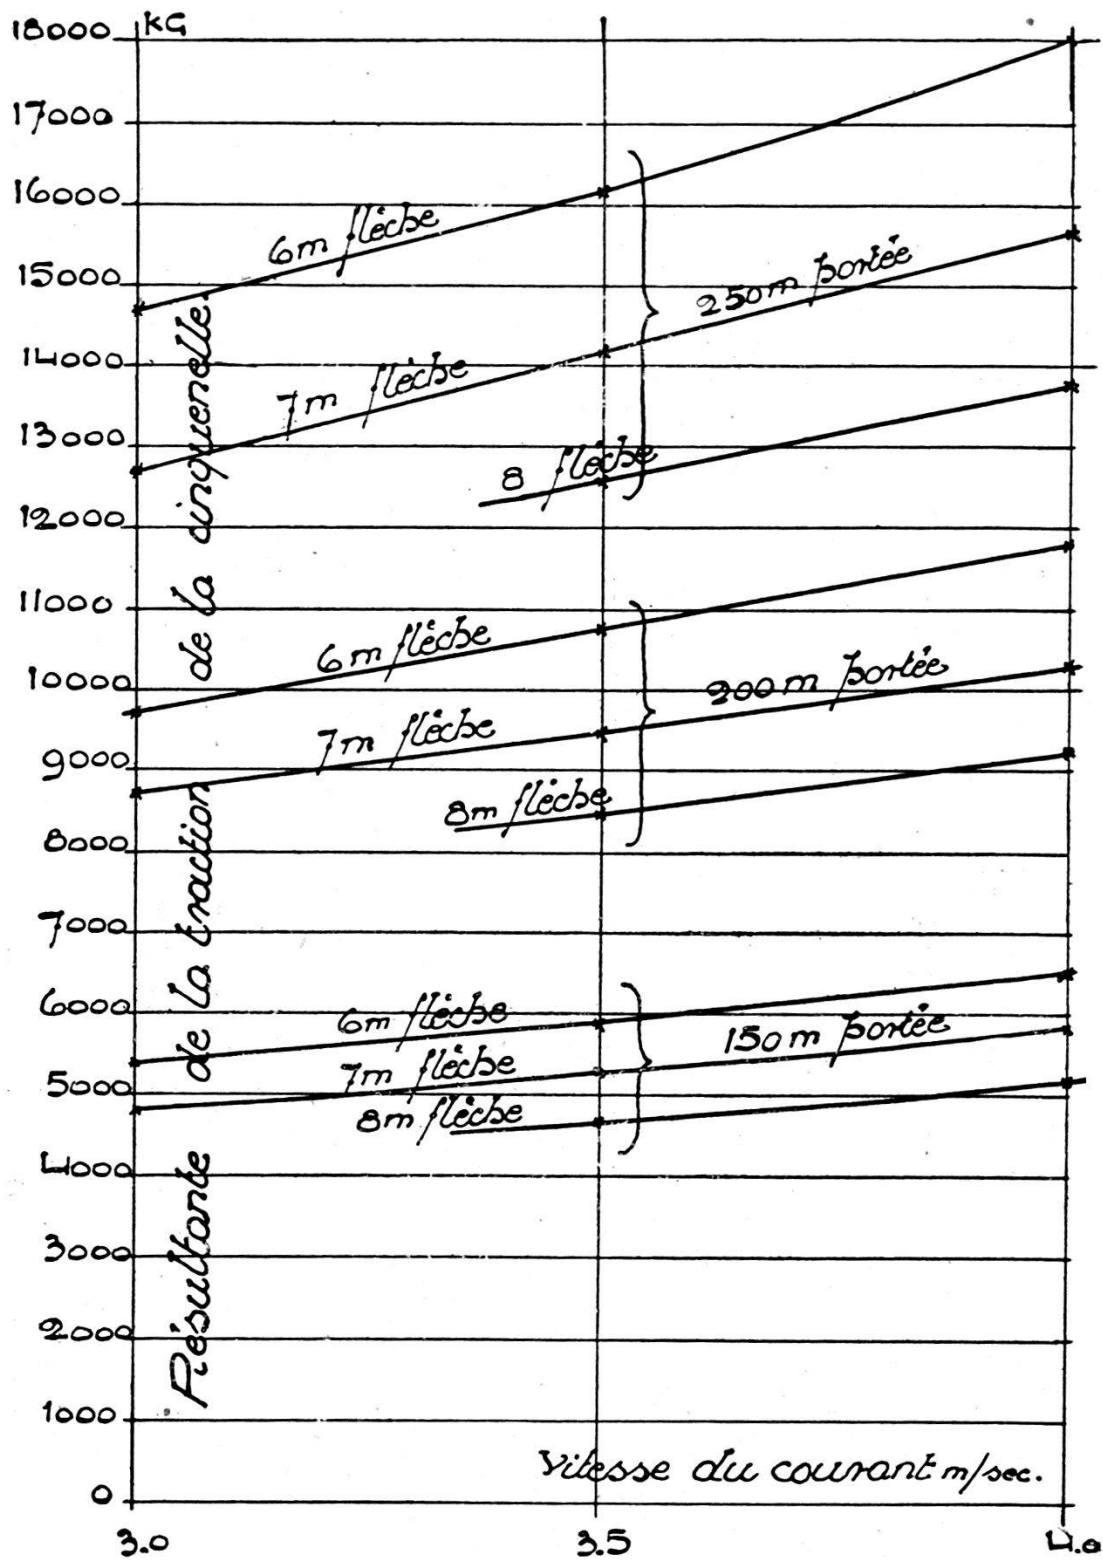 18000 KG
17000
16000
15000
14000
13000
12000
11000
10000
9000
8000
7000
6000
5000
4000
3000
2000
1000
0
Résultante de la traction de la cinquenelle.
6m flèche
7m flèche
8 flèche
250m portée
6m flèche
7m flèche
8m flèche
200m portée
6m flèche
7m flèche
8m flèche
150m portée
Vitesse du courant m/sec.
3.0 3.5 4.0